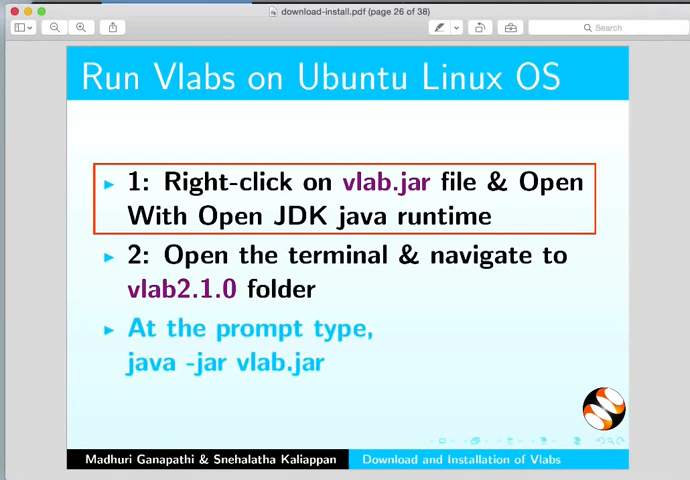 download-install.pdf (page 26 of 38)
Search
Run Vlabs on Ubuntu Linux OS
1: Right-click on vlab.jar file & Open
With Open JDK java runtime
2: Open the terminal & navigate to
vlab2.1.0 folder
At the prompt type,
java -jar vlab.jar
Madhuri Ganapathi & Snehalatha Kaliappan
Download and Installation of Vlabs